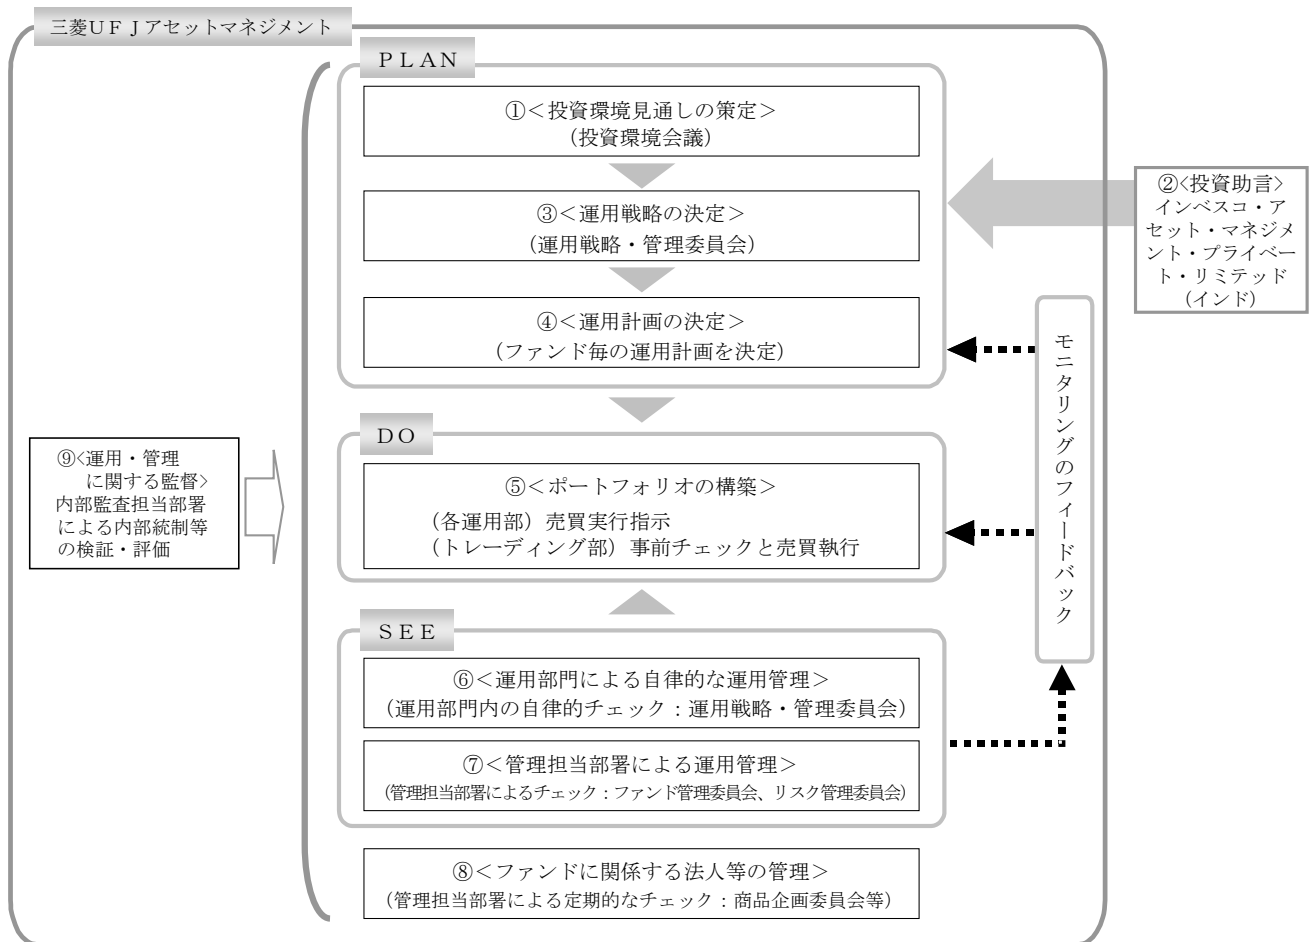 三菱ＵＦＪアセットマネジメント
ＰＬＡＮ
①＜投資環境見通しの策定＞
（投資環境会議）
②＜投資助言＞
インベスコ・ア
セット・マネジメ
ント・プライベー
ト・リミテッド
（インド）
③＜運用戦略の決定＞
（運用戦略・管理委員会）
④＜運用計画の決定＞
（ファンド毎の運用計画を決定）
モニタリングのフィードバック
ＤＯ
⑤＜ポートフォリオの構築＞
（各運用部）売買実行指示
（トレーディング部）事前チェックと売買執行
⑨＜運用・管理
に関する監督＞
内部監査担当部署
による内部統制等
の検証・評価
ＳＥＥ
⑥＜運用部門による自律的な運用管理＞
（運用部門内の自律的チェック：運用戦略・管理委員会）
⑦＜管理担当部署による運用管理＞
（管理担当部署によるチェック：ファンド管理委員会、リスク管理委員会）
⑧＜ファンドに関係する法人等の管理＞
（管理担当部署による定期的なチェック：商品企画委員会等）